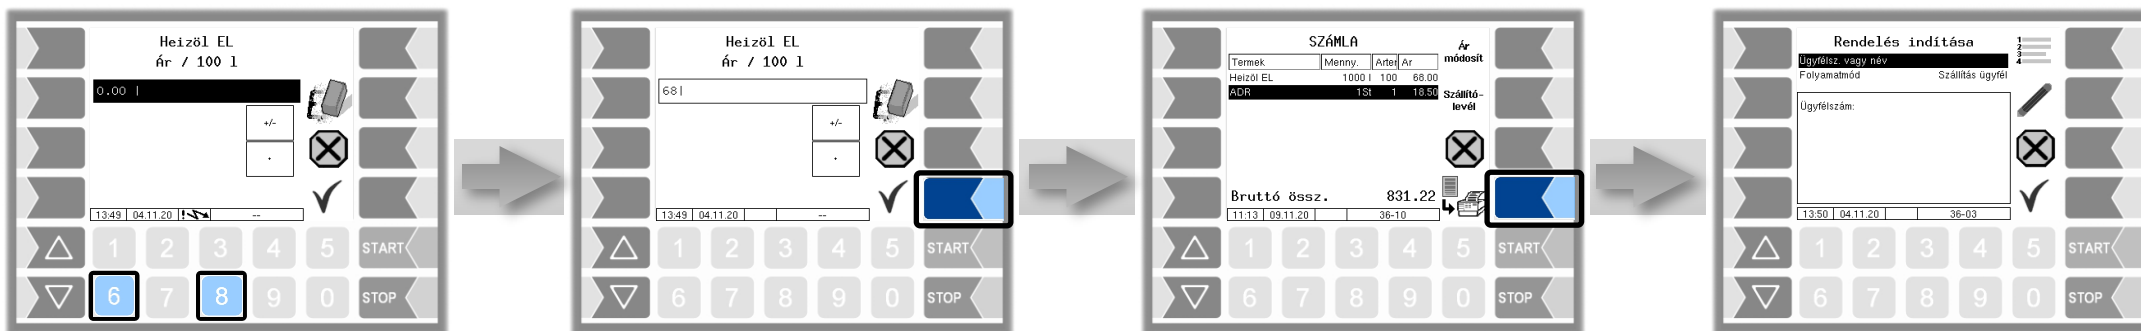 Heizöl EL
Ár / 100 l
0.00
+/-
.
13:49 04.11.20 --
1 2 3 4 5 START
6 7 8 9 0 STOP
Heizöl EL
Ár / 100 l
68
+/-
.
13:49 04.11.20 --
1 2 3 4 5 START
6 7 8 9 0 STOP
SZÁMLA
Termek Menny. Arter Ar
Heizöl EL 1000 l 100 68.00
ADR 1St 1 18.50
Ár
módosít
Szállító-
levél
Bruttó össz. 831.22
11:13 09.11.20 36-10
1 2 3 4 5 START
6 7 8 9 0 STOP
Rendelés indítása
Ügyfélsz. vagy név
Folyamatmód Szállítás ügyfél
Ügyfélszám:
1
2
3
4
13:50 04.11.20 36-03
1 2 3 4 5 START
6 7 8 9 0 STOP